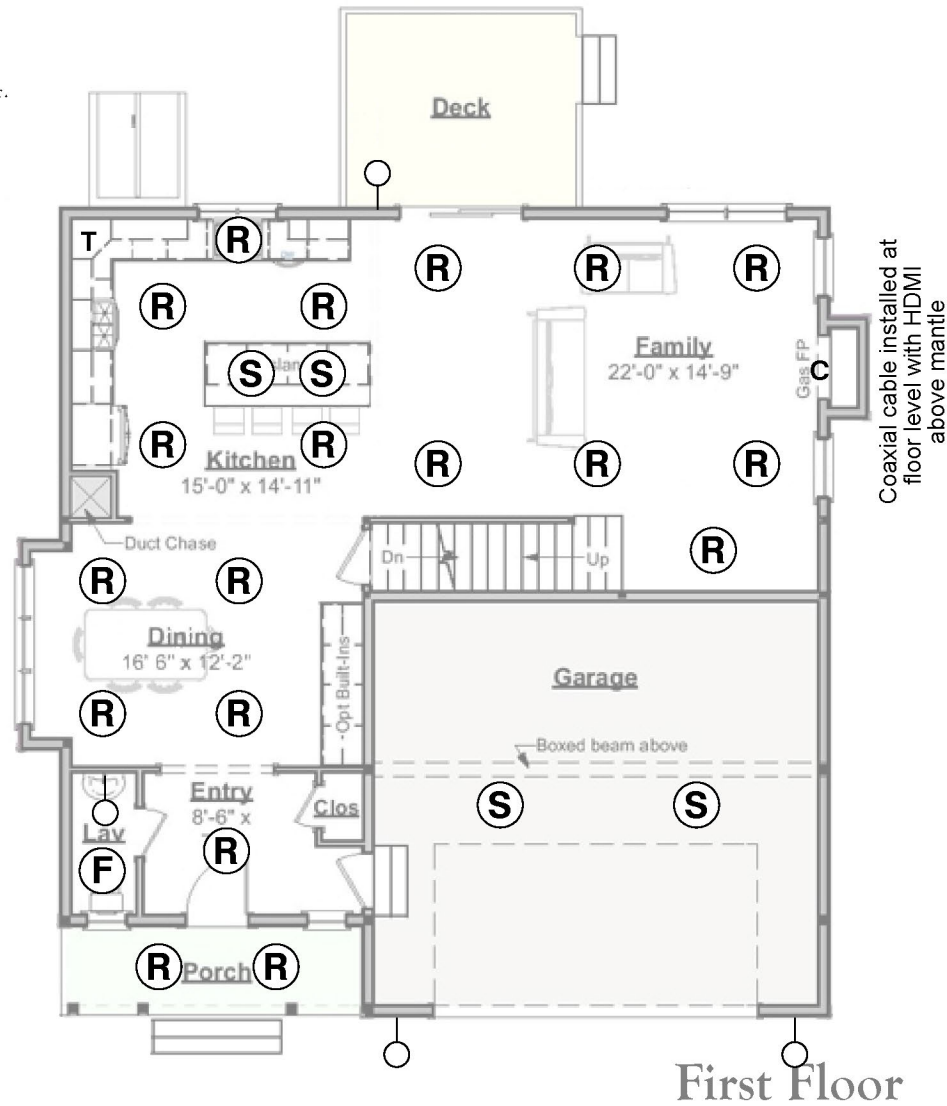 Deck
T
R
R
R
R
R
R
S
S
Family
22'-0" x 14'-9"
Gas FP
C
Coaxial cable installed at
floor level with HDMI
above mantle
R
R
Kitchen
15'-0" x 14'-11"
R
R
R
Duct Chase
Dn
Up
R
R
R
Dining
16' 6" x 12'-2"
Opt Built-Ins
Garage
R
R
Boxed beam above
Entry
8'-6" x
Clos
S
S
Lav
R
F
R
Porch
R
First Floor